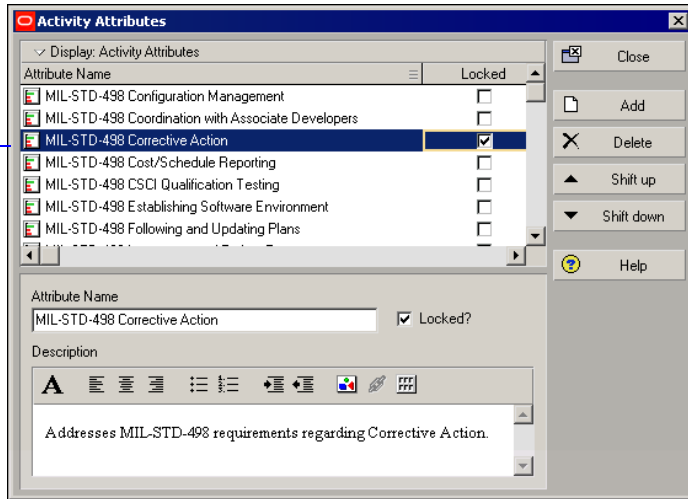 Activity Attributes
Display: Activity Attributes
Attribute Name Locked
MIL-STD-498 Configuration Management
MIL-STD-498 Coordination with Associate Developers
MIL-STD-498 Corrective Action
MIL-STD-498 Cost/Schedule Reporting
MIL-STD-498 CSCI Qualification Testing
MIL-STD-498 Establishing Software Environment
MIL-STD-498 Following and Updating Plans
Close
Add
Delete
Shift up
Shift down
Help
Attribute Name
MIL-STD-498 Corrective Action
Locked?
Description
A
Addresses MIL-STD-498 requirements regarding Corrective Action.